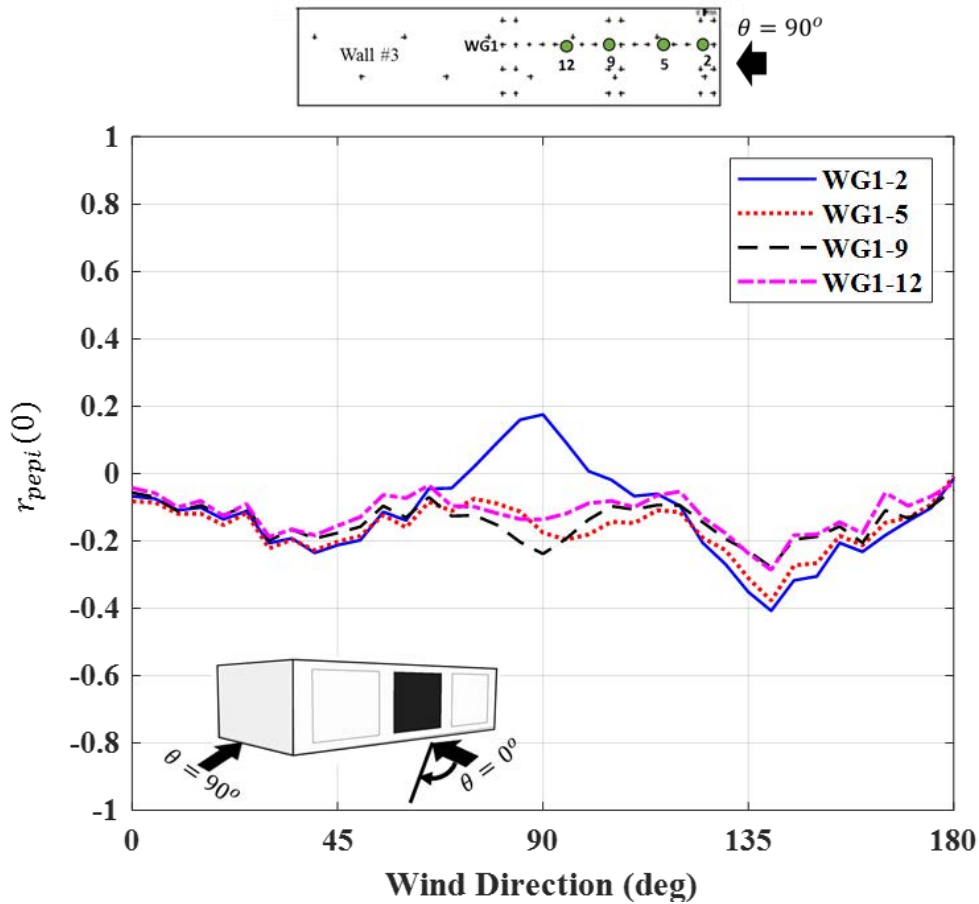 θ = 90°
WG1
Wall #3
12
9
5
2
1
0.8
0.6
0.4
0.2
0
-0.2
-0.4
-0.6
-0.8
-1
r_pepi(0)
WG1-2
WG1-5
WG1-9
WG1-12
θ = 90°
θ = 0°
0
45
90
135
180
Wind Direction (deg)